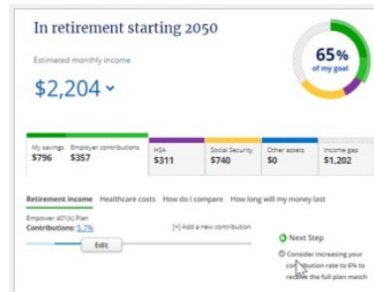 In retirement starting 2050
Estimated monthly income
$2,204
65%
of my goal
My savings Employer contributions HSA Social Security Other assets Income gap
$796 $357 $311 $740 $0 $1,202
Retirement income Healthcare costs How do I compare How long will my money last
Empower 401(k) Plan
Contributions: 5.7% [+] Add a new contribution
Edit
Next Step
Consider increasing your
contribution rate to 6% to
receive the full plan match